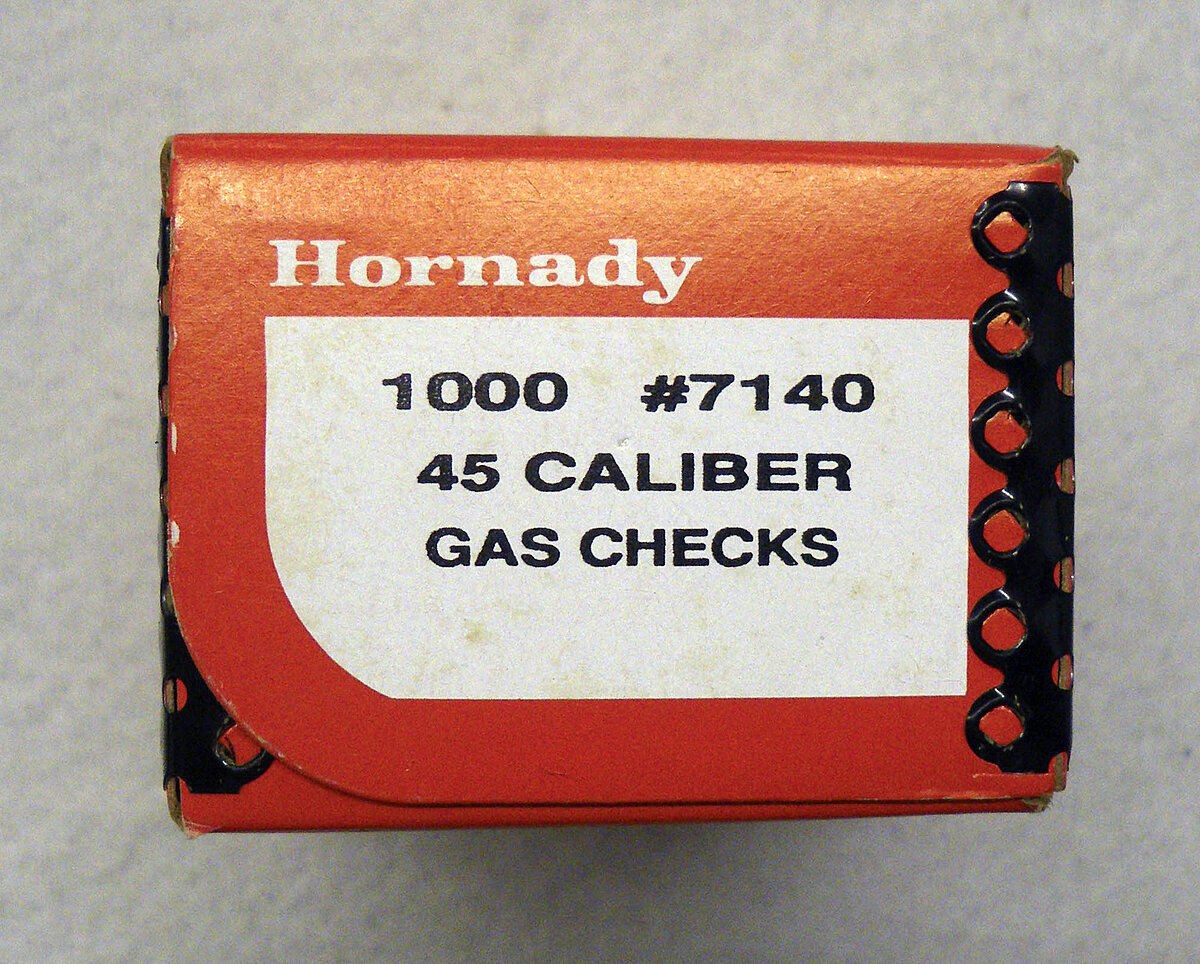 Hornady
1000 #7140
45 CALIBER
GAS CHECKS